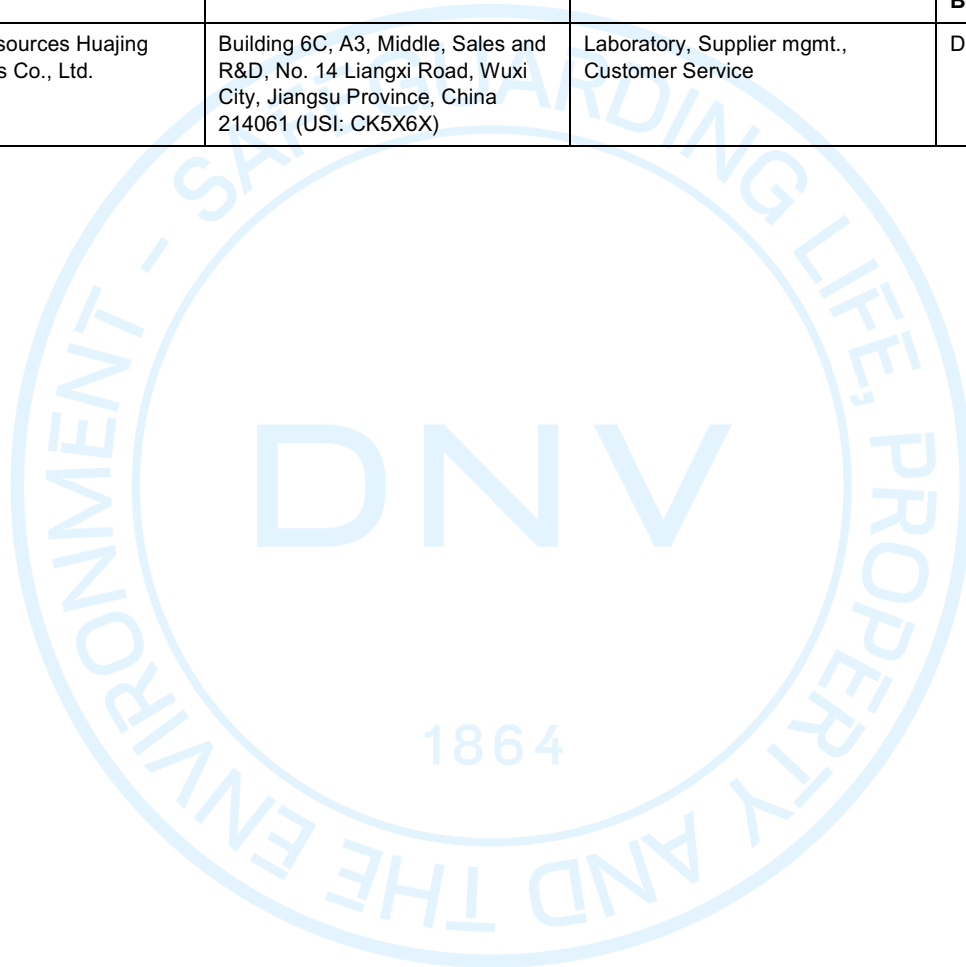 B
sources Huajing
s Co., Ltd.
Building 6C, A3, Middle, Sales and
R&D, No. 14 Liangxi Road, Wuxi
City, Jiangsu Province, China
214061 (USI: CK5X6X)
Laboratory, Supplier mgmt.,
Customer Service
D
SAFEGUARDING LIFE, PROPERTY AND THE ENVIRONMENT -
DNV
1864